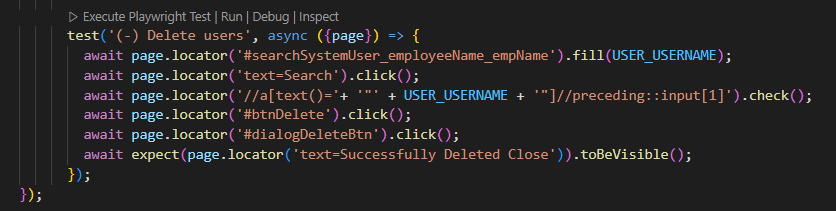 Execute Playwright Test | Run | Debug | Inspect
test('(-) Delete users', async ({page}) => {
await page.locator('#searchSystemUser_employeeName_empName').fill(USER_USERNAME);
await page.locator('text=Search').click();
await page.locator('//a[text()='+ '"' + USER_USERNAME + '"]//preceding::input[1]').check();
await page.locator('#btnDelete').click();
await page.locator('#dialogDeleteBtn').click();
await expect(page.locator('text=Successfully Deleted Close')).toBeVisible();
});
});